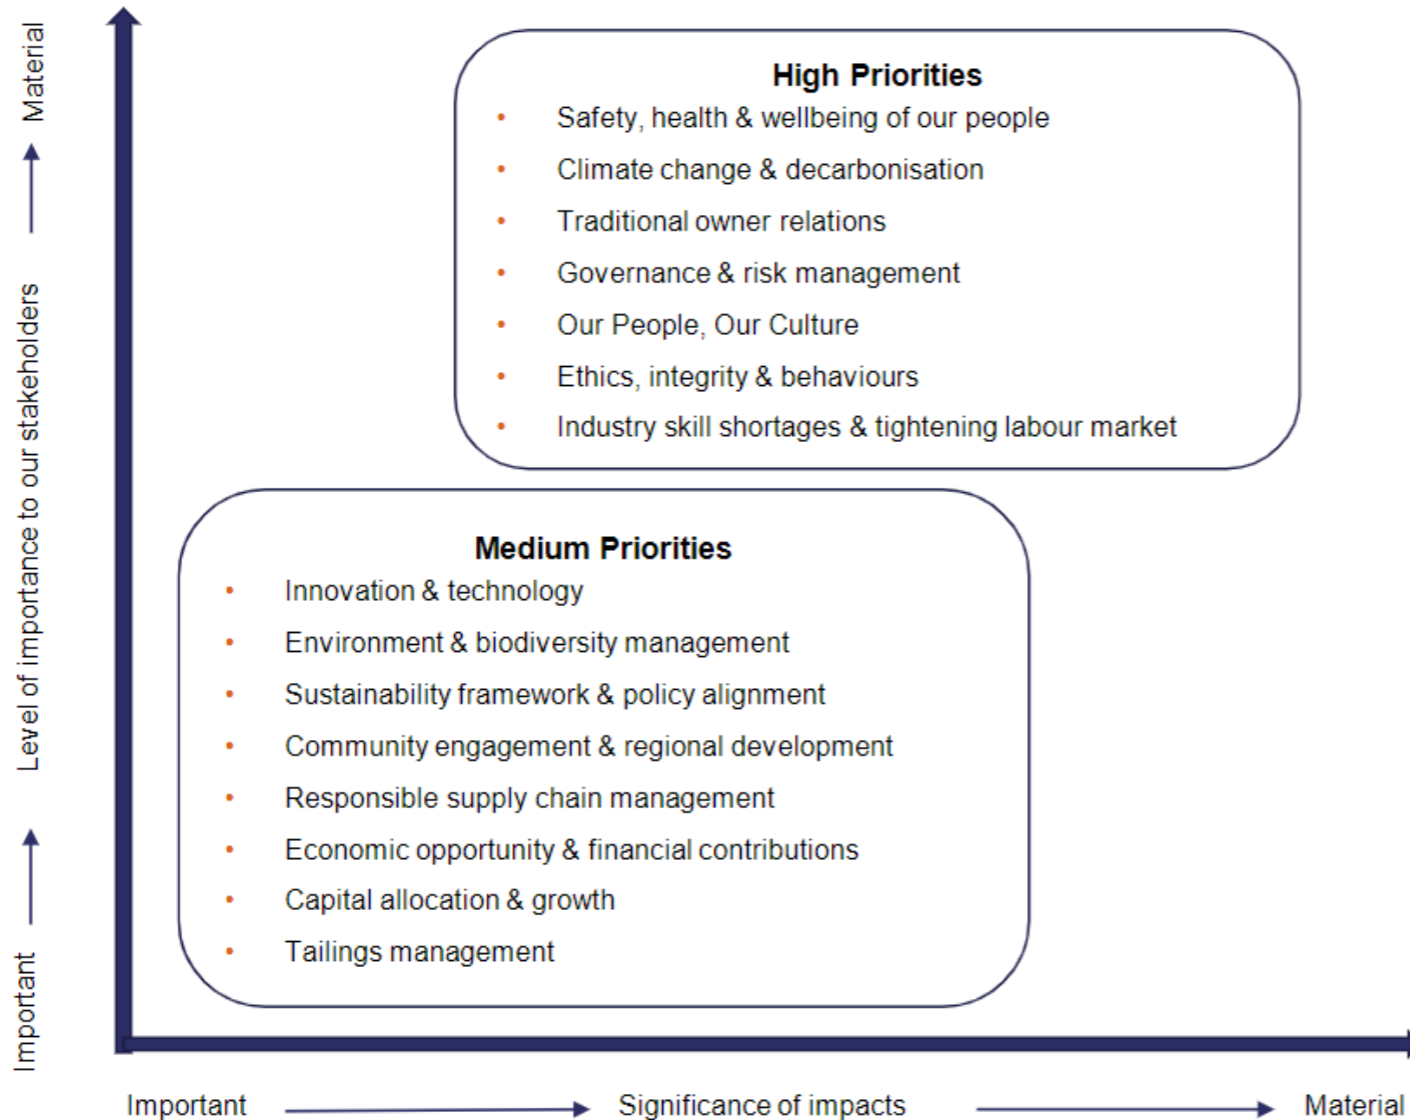 Material
Level of importance to our stakeholders
Important
High Priorities
• Safety, health & wellbeing of our people
• Climate change & decarbonisation
• Traditional owner relations
• Governance & risk management
• Our People, Our Culture
• Ethics, integrity & behaviours
• Industry skill shortages & tightening labour market
Medium Priorities
• Innovation & technology
• Environment & biodiversity management
• Sustainability framework & policy alignment
• Community engagement & regional development
• Responsible supply chain management
• Economic opportunity & financial contributions
• Capital allocation & growth
• Tailings management
Important Significance of impacts Material